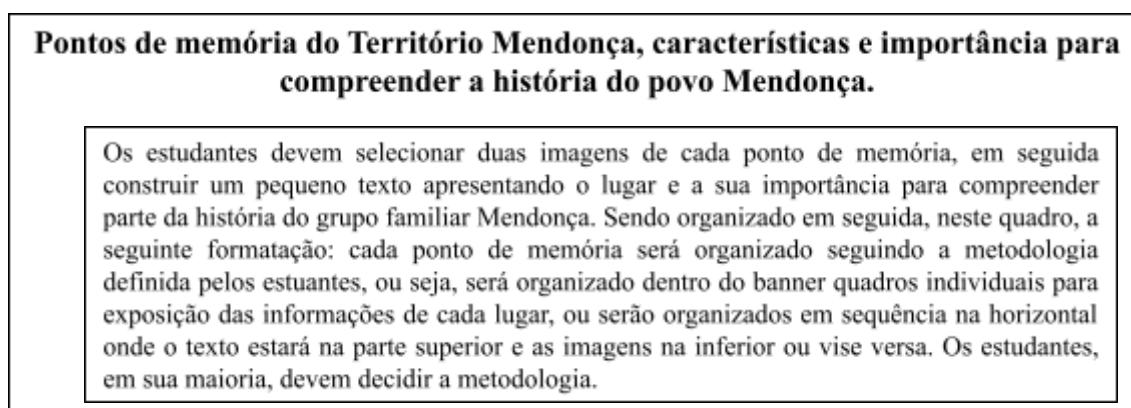 Pontos de memória do Território Mendonça, características e importância para
compreender a história do povo Mendonça.
Os estudantes devem selecionar duas imagens de cada ponto de memória, em seguida
construir um pequeno texto apresentando o lugar e a sua importância para compreender
parte da história do grupo familiar Mendonça. Sendo organizado em seguida, neste quadro, a
seguinte formatação: cada ponto de memória será organizado seguindo a metodologia
definida pelos estuantes, ou seja, será organizado dentro do banner quadros individuais para
exposição das informações de cada lugar, ou serão organizados em sequência na horizontal
onde o texto estará na parte superior e as imagens na inferior ou vise versa. Os estudantes,
em sua maioria, devem decidir a metodologia.